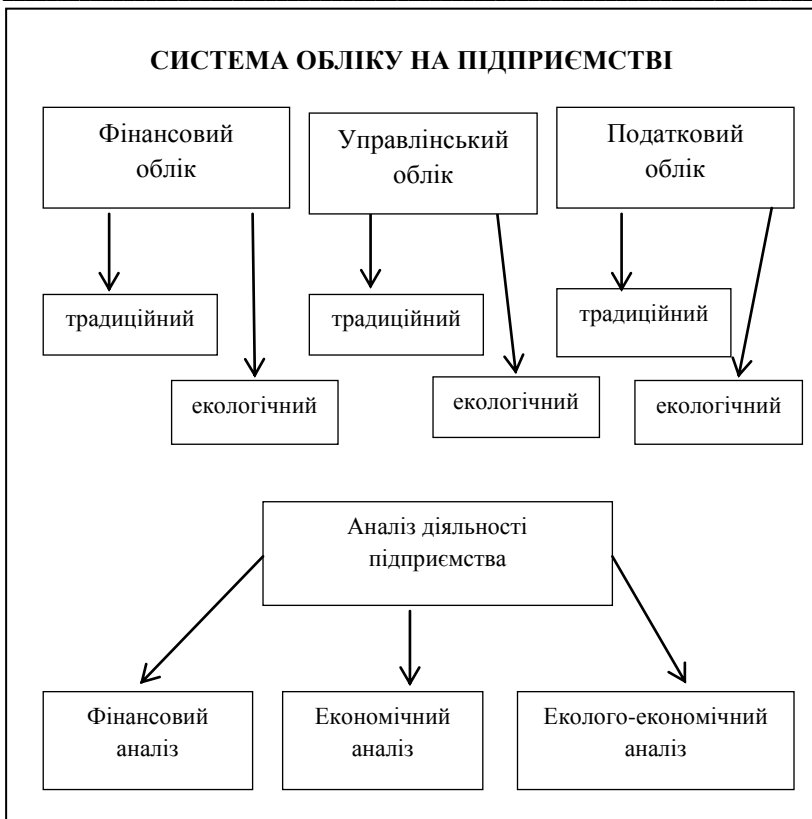 СИСТЕМА ОБЛІКУ НА ПІДПРИЄМСТВІ
Фінансовий
облік
Управлінський
облік
Податковий
облік
традиційний
традиційний
традиційний
екологічний
екологічний
екологічний
Аналіз діяльності
підприємства
Фінансовий
аналіз
Економічний
аналіз
Еколого-економічний
аналіз